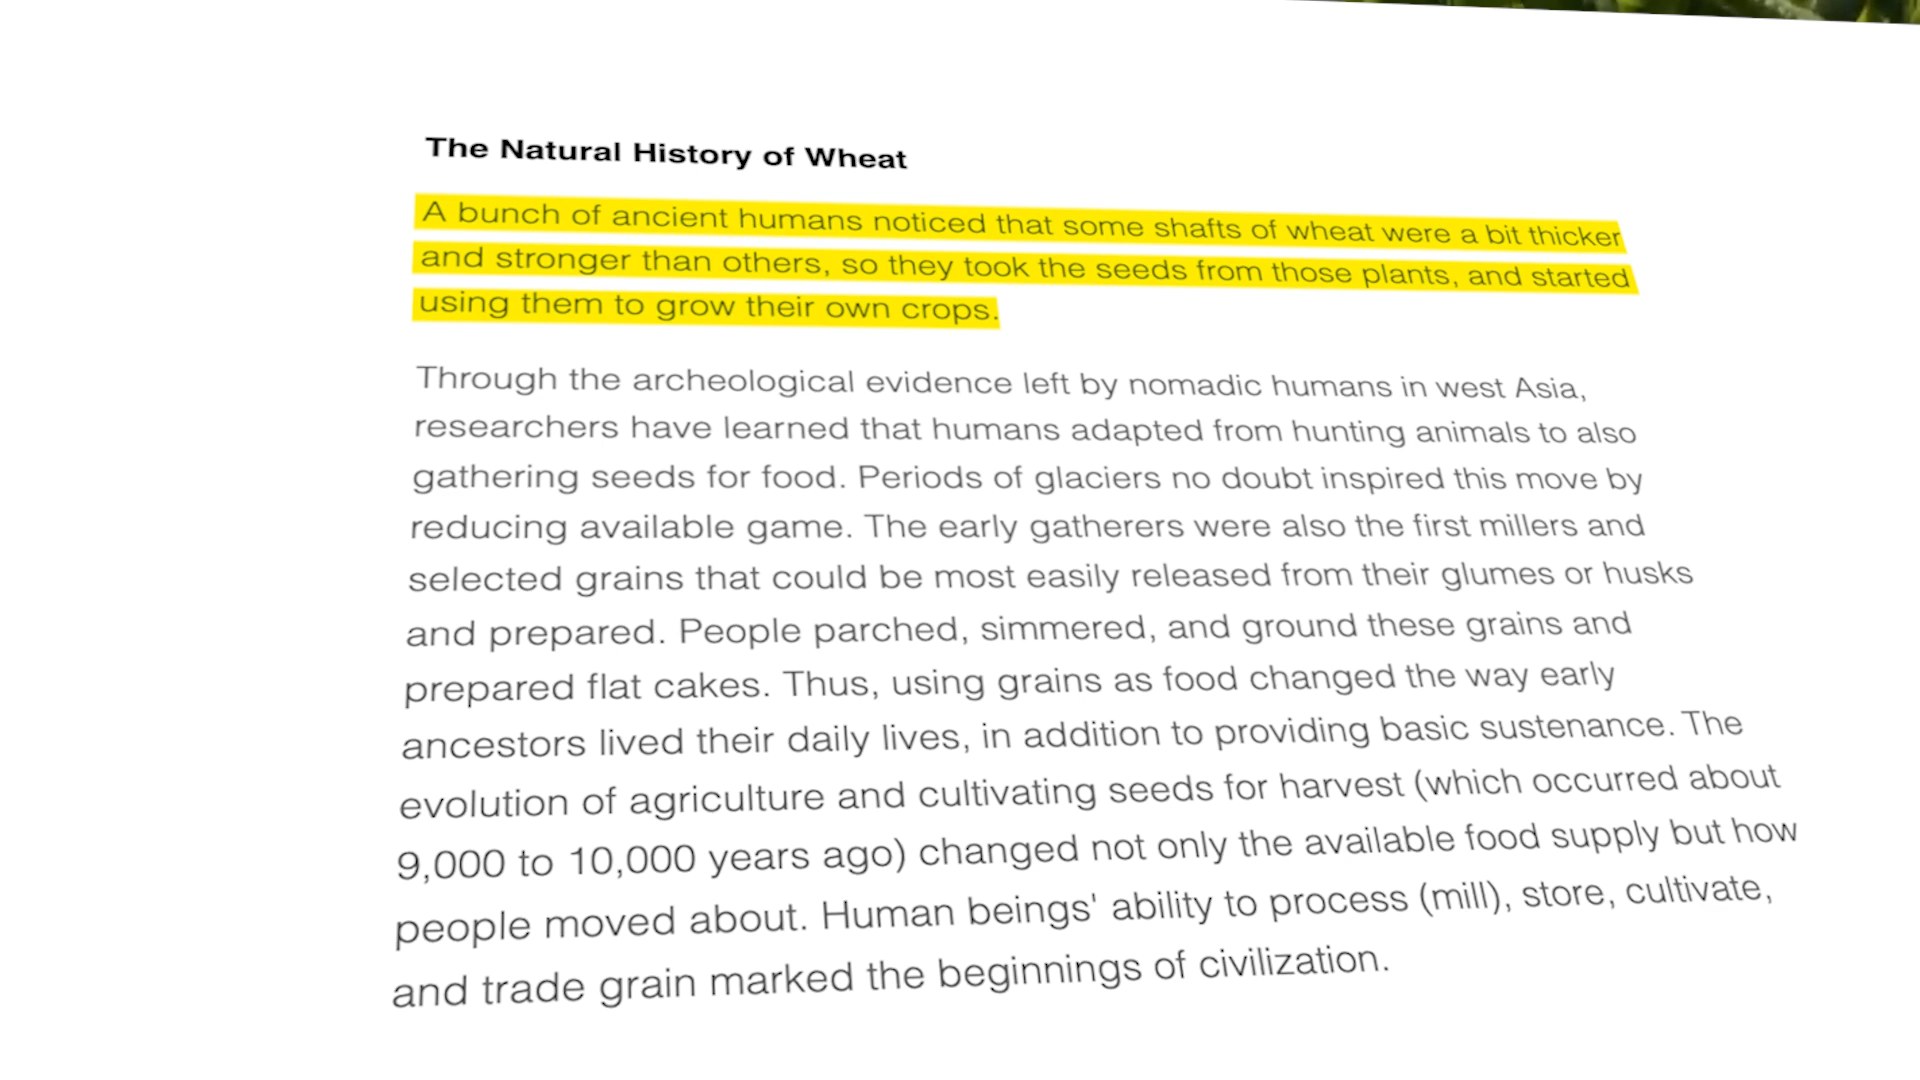 The Natural History of Wheat
A bunch of ancient humans noticed that some shafts of wheat were a bit thicker
and stronger than others, so they took the seeds from those plants, and started
using them to grow their own crops.
Through the archeological evidence left by nomadic humans in west Asia,
researchers have learned that humans adapted from hunting animals to also
gathering seeds for food. Periods of glaciers no doubt inspired this move by
reducing available game. The early gatherers were also the first millers and
selected grains that could be most easily released from their glumes or husks
and prepared. People parched, simmered, and ground these grains and
prepared flat cakes. Thus, using grains as food changed the way early
ancestors lived their daily lives, in addition to providing basic sustenance. The
evolution of agriculture and cultivating seeds for harvest (which occurred about
9,000 to 10,000 years ago) changed not only the available food supply but how
people moved about. Human beings' ability to process (mill), store, cultivate,
and trade grain marked the beginnings of civilization.